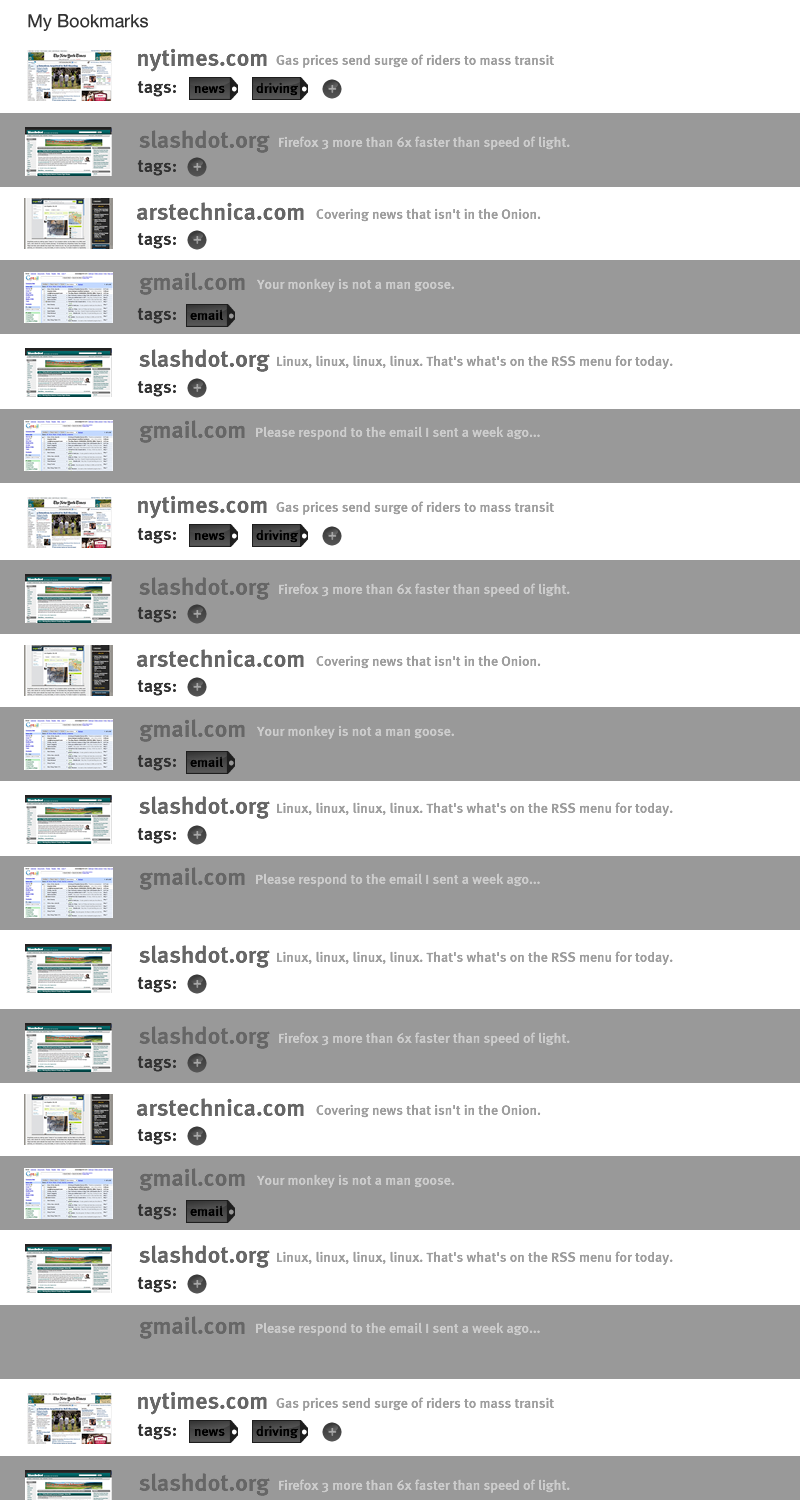 My Bookmarks
nytimes.com Gas prices send surge of riders to mass transit
tags: news driving +
slashdot.org Firefox 3 more than 6x faster than speed of light.
tags: +
arstechnica.com Covering news that isn't in the Onion.
tags: +
gmail.com Your monkey is not a man goose.
tags: email
slashdot.org Linux, linux, linux, linux. That's what's on the RSS menu for today.
tags: +
gmail.com Please respond to the email I sent a week ago...
nytimes.com Gas prices send surge of riders to mass transit
tags: news driving +
slashdot.org Firefox 3 more than 6x faster than speed of light.
tags: +
arstechnica.com Covering news that isn't in the Onion.
tags: +
gmail.com Your monkey is not a man goose.
tags: email
slashdot.org Linux, linux, linux, linux. That's what's on the RSS menu for today.
tags: +
gmail.com Please respond to the email I sent a week ago...
slashdot.org Linux, linux, linux, linux. That's what's on the RSS menu for today.
tags: +
slashdot.org Firefox 3 more than 6x faster than speed of light.
tags: +
arstechnica.com Covering news that isn't in the Onion.
tags: +
gmail.com Your monkey is not a man goose.
tags: email
slashdot.org Linux, linux, linux, linux. That's what's on the RSS menu for today.
tags: +
gmail.com Please respond to the email I sent a week ago...
nytimes.com Gas prices send surge of riders to mass transit
tags: news driving +
slashdot.org Firefox 3 more than 6x faster than speed of light.